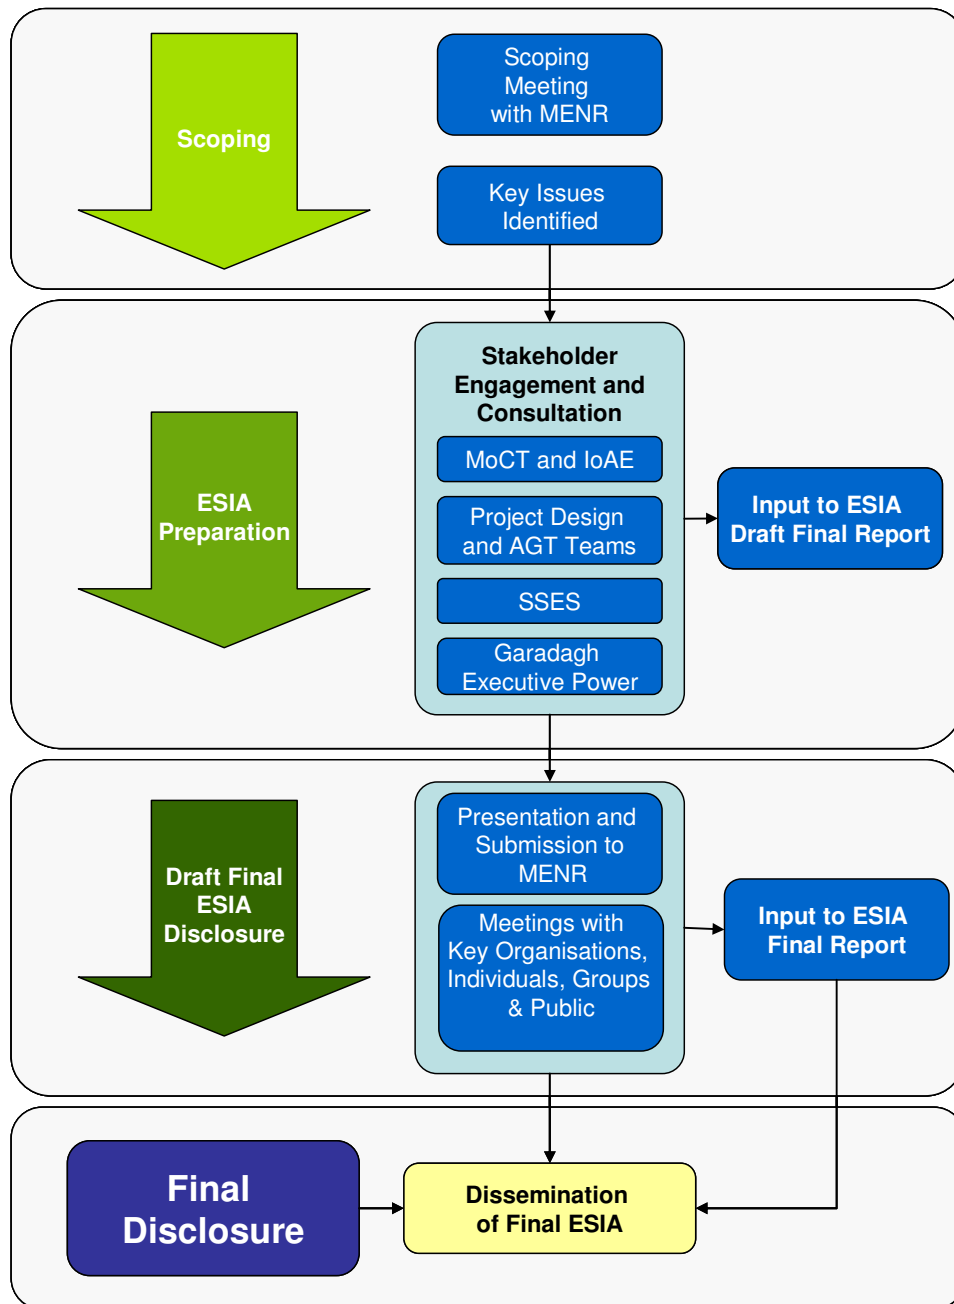 Scoping
Meeting
with MENR
Scoping
Key Issues
Identified
Stakeholder
Engagement and
Consultation
MoCT and IoAE
ESIA
Preparation
Project Design
and AGT Teams
Input to ESIA
Draft Final Report
SSES
Garadagh
Executive Power
Presentation and
Submission to
MENR
Draft Final
ESIA
Disclosure
Meetings with
Key Organisations,
Individuals, Groups
& Public
Input to ESIA
Final Report
Final
Disclosure
Dissemination
of Final ESIA